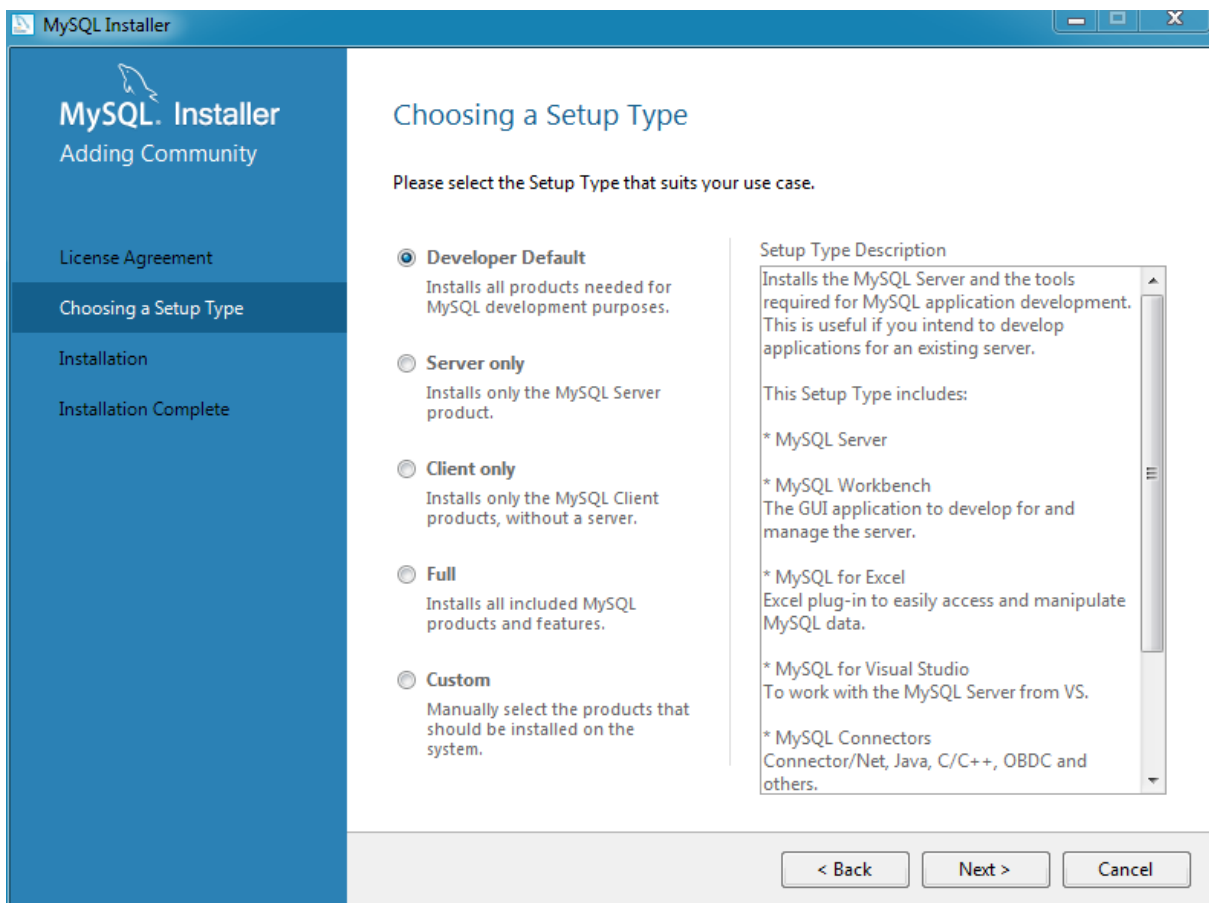 MySQL Installer
MySQL. Installer
Adding Community
License Agreement
Choosing a Setup Type
Installation
Installation Complete
Choosing a Setup Type
Please select the Setup Type that suits your use case.
Developer Default
Installs all products needed for
MySQL development purposes.
Server only
Installs only the MySQL Server
product.
Client only
Installs only the MySQL Client
products, without a server.
Full
Installs all included MySQL
products and features.
Custom
Manually select the products that
should be installed on the
system.
Setup Type Description
Installs the MySQL Server and the tools
required for MySQL application development.
This is useful if you intend to develop
applications for an existing server.
This Setup Type includes:
* MySQL Server
* MySQL Workbench
The GUI application to develop for and
manage the server.
* MySQL for Excel
Excel plug-in to easily access and manipulate
MySQL data.
* MySQL for Visual Studio
To work with the MySQL Server from VS.
* MySQL Connectors
Connector/Net, Java, C/C++, OBDC and
others.
< Back
Next >
Cancel